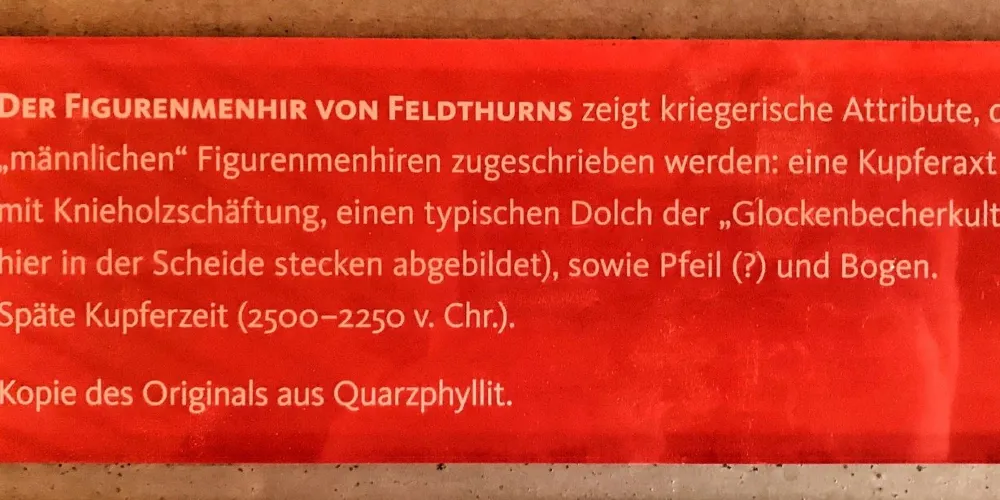 DER FIGURENMENHIR VON FELDTHURNS zeigt kriegerische Attribute,
„männlichen“ Figurenmenhiren zugeschrieben werden: eine Kupferaxt
mit Knieholzschäftung, einen typischen Dolch der „Glockenbecherkult
hier in der Scheide stecken abgebildet), sowie Pfeil (?) und Bogen.
Späte Kupferzeit (2500–2250 v. Chr.).
Kopie des Originals aus Quarzphyllit.